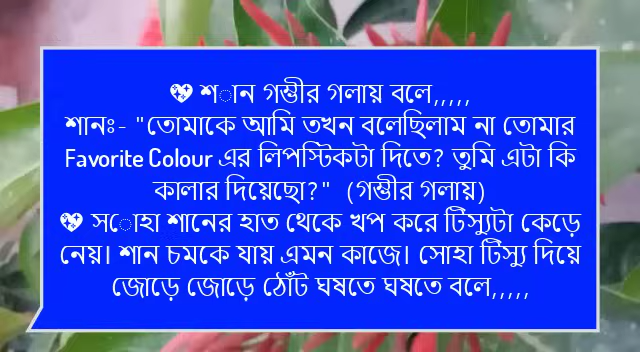 💖 শান গম্ভীর গলায় বলে,,,,,
শানঃ- "তোমাকে আমি তখন বলেছিলাম না তোমার
Favorite Colour এর লিপস্টিকটা দিতে? তুমি এটা কি
কালার দিয়েছো?" (গম্ভীর গলায়)
💖 সোহা শানের হাত থেকে খপ করে টিস্যুটা কেড়ে
নেয়। শান চমকে যায় এমন কাজে। সোহা টিস্যু দিয়ে
জোড়ে জোড়ে ঠোঁট ঘষতে ঘষতে বলে,,,,,